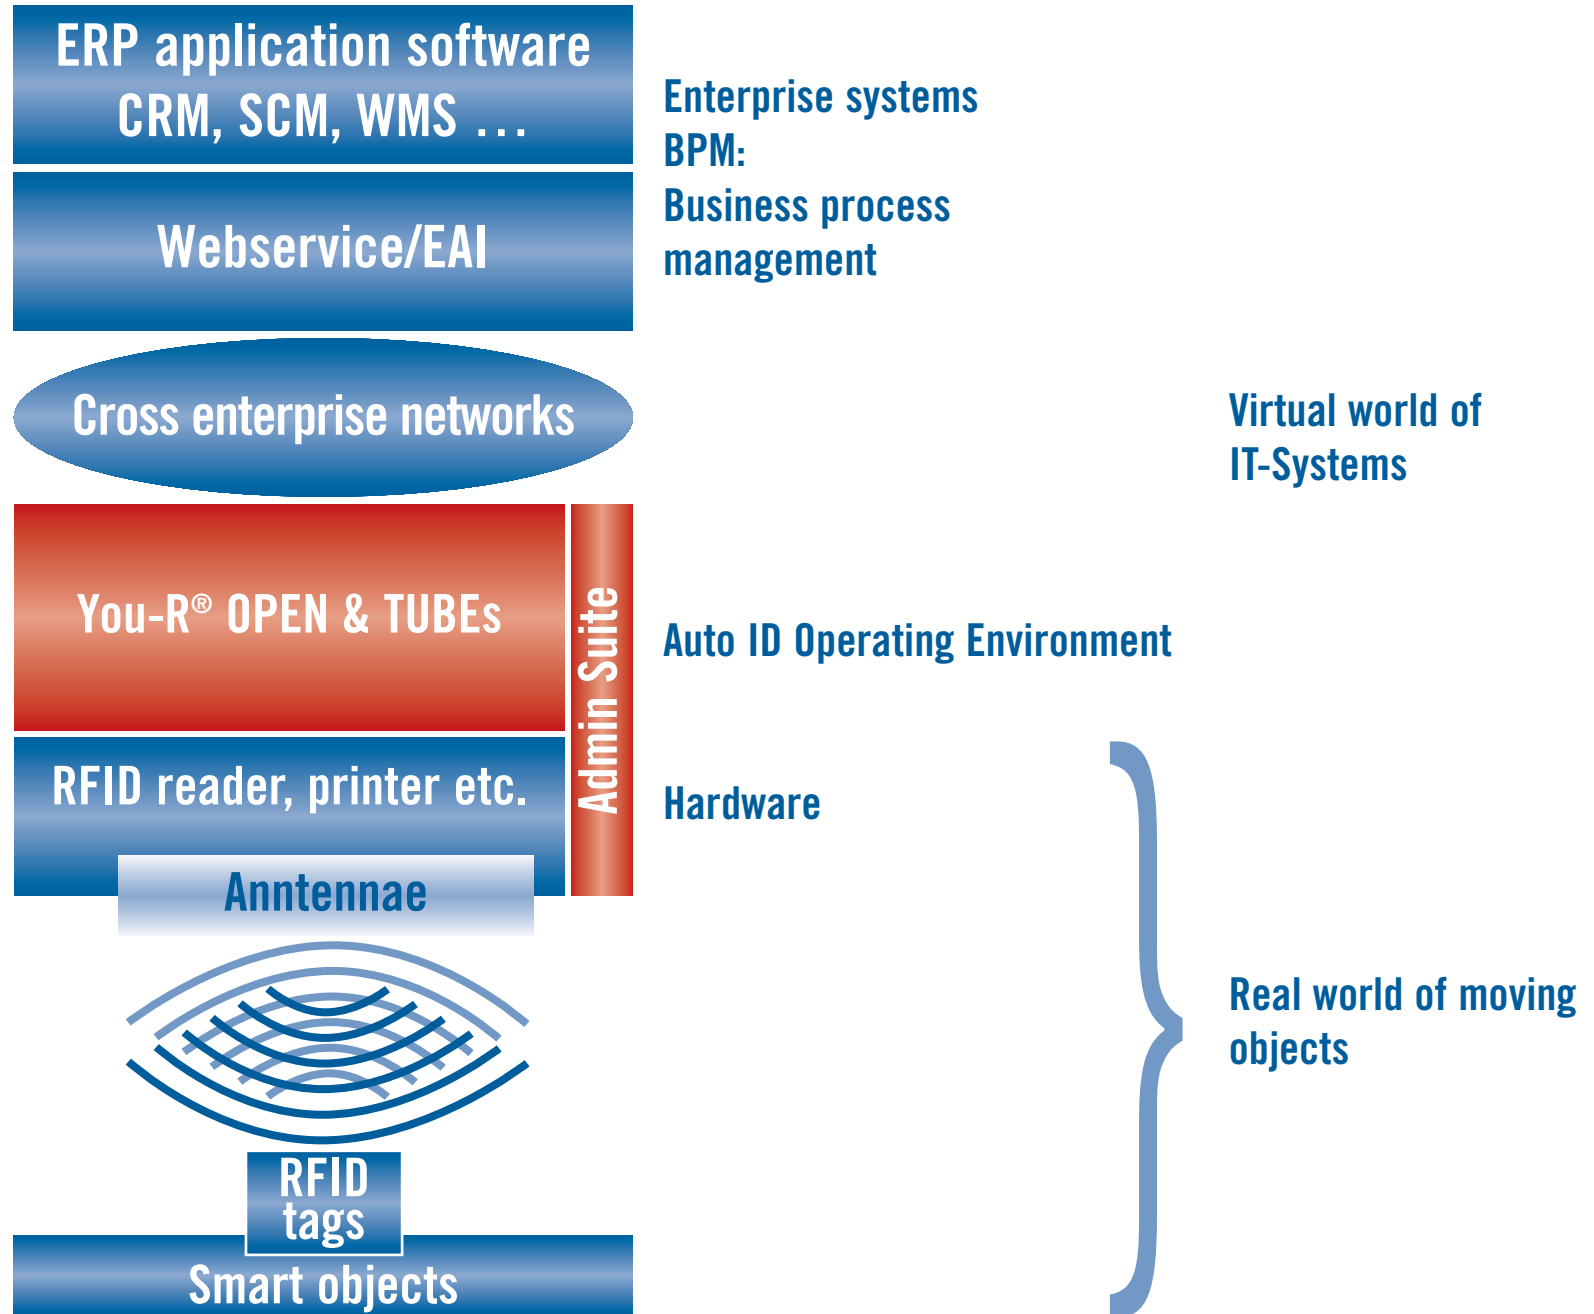 ERP application software
CRM, SCM, WMS ...
Enterprise systems
BPM:
Business process
management
Webservice/EAI
Cross enterprise networks
Virtual world of
IT-Systems
You-R® OPEN & TUBEs
Admin Suite
Auto ID Operating Environment
RFID reader, printer etc.
Hardware
Anntennae
Real world of moving
objects
RFID
tags
Smart objects